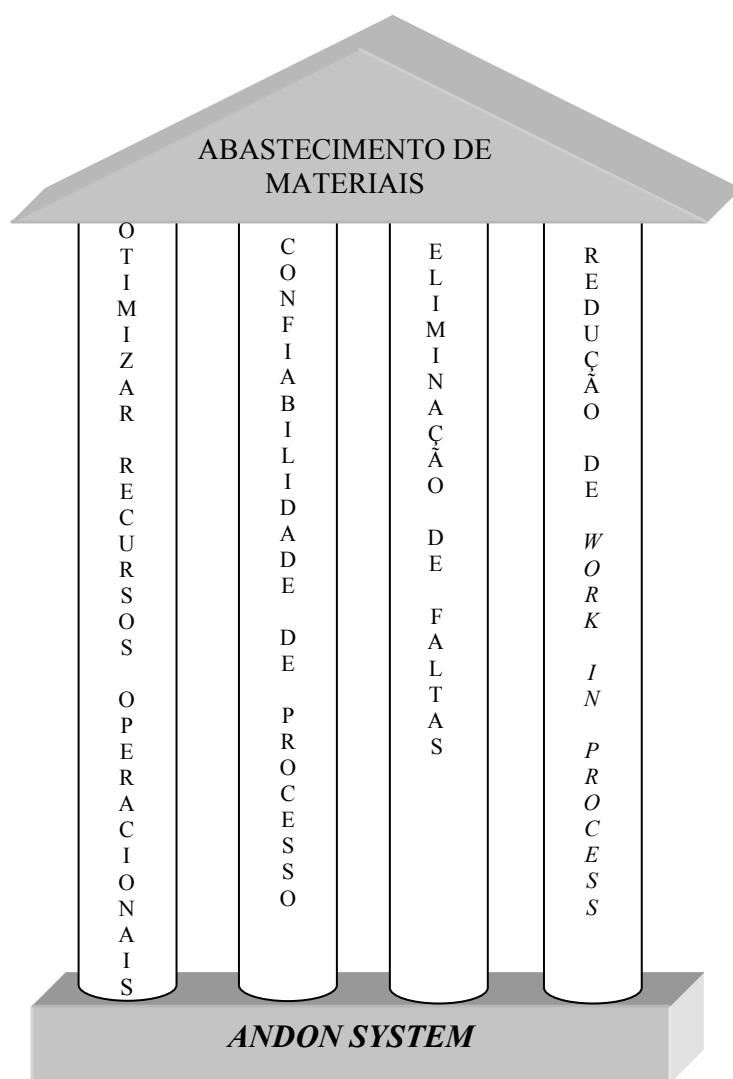 ABASTECIMENTO DE
MATERIAIS
OTIMIZAR RECURSOS OPERACIONAIS
CONFIABILIDADE DE PROCESSO
ELIMINAÇÃO DE FALTAS
REDUÇÃO DE WORK IN PROCESS
ANDON SYSTEM